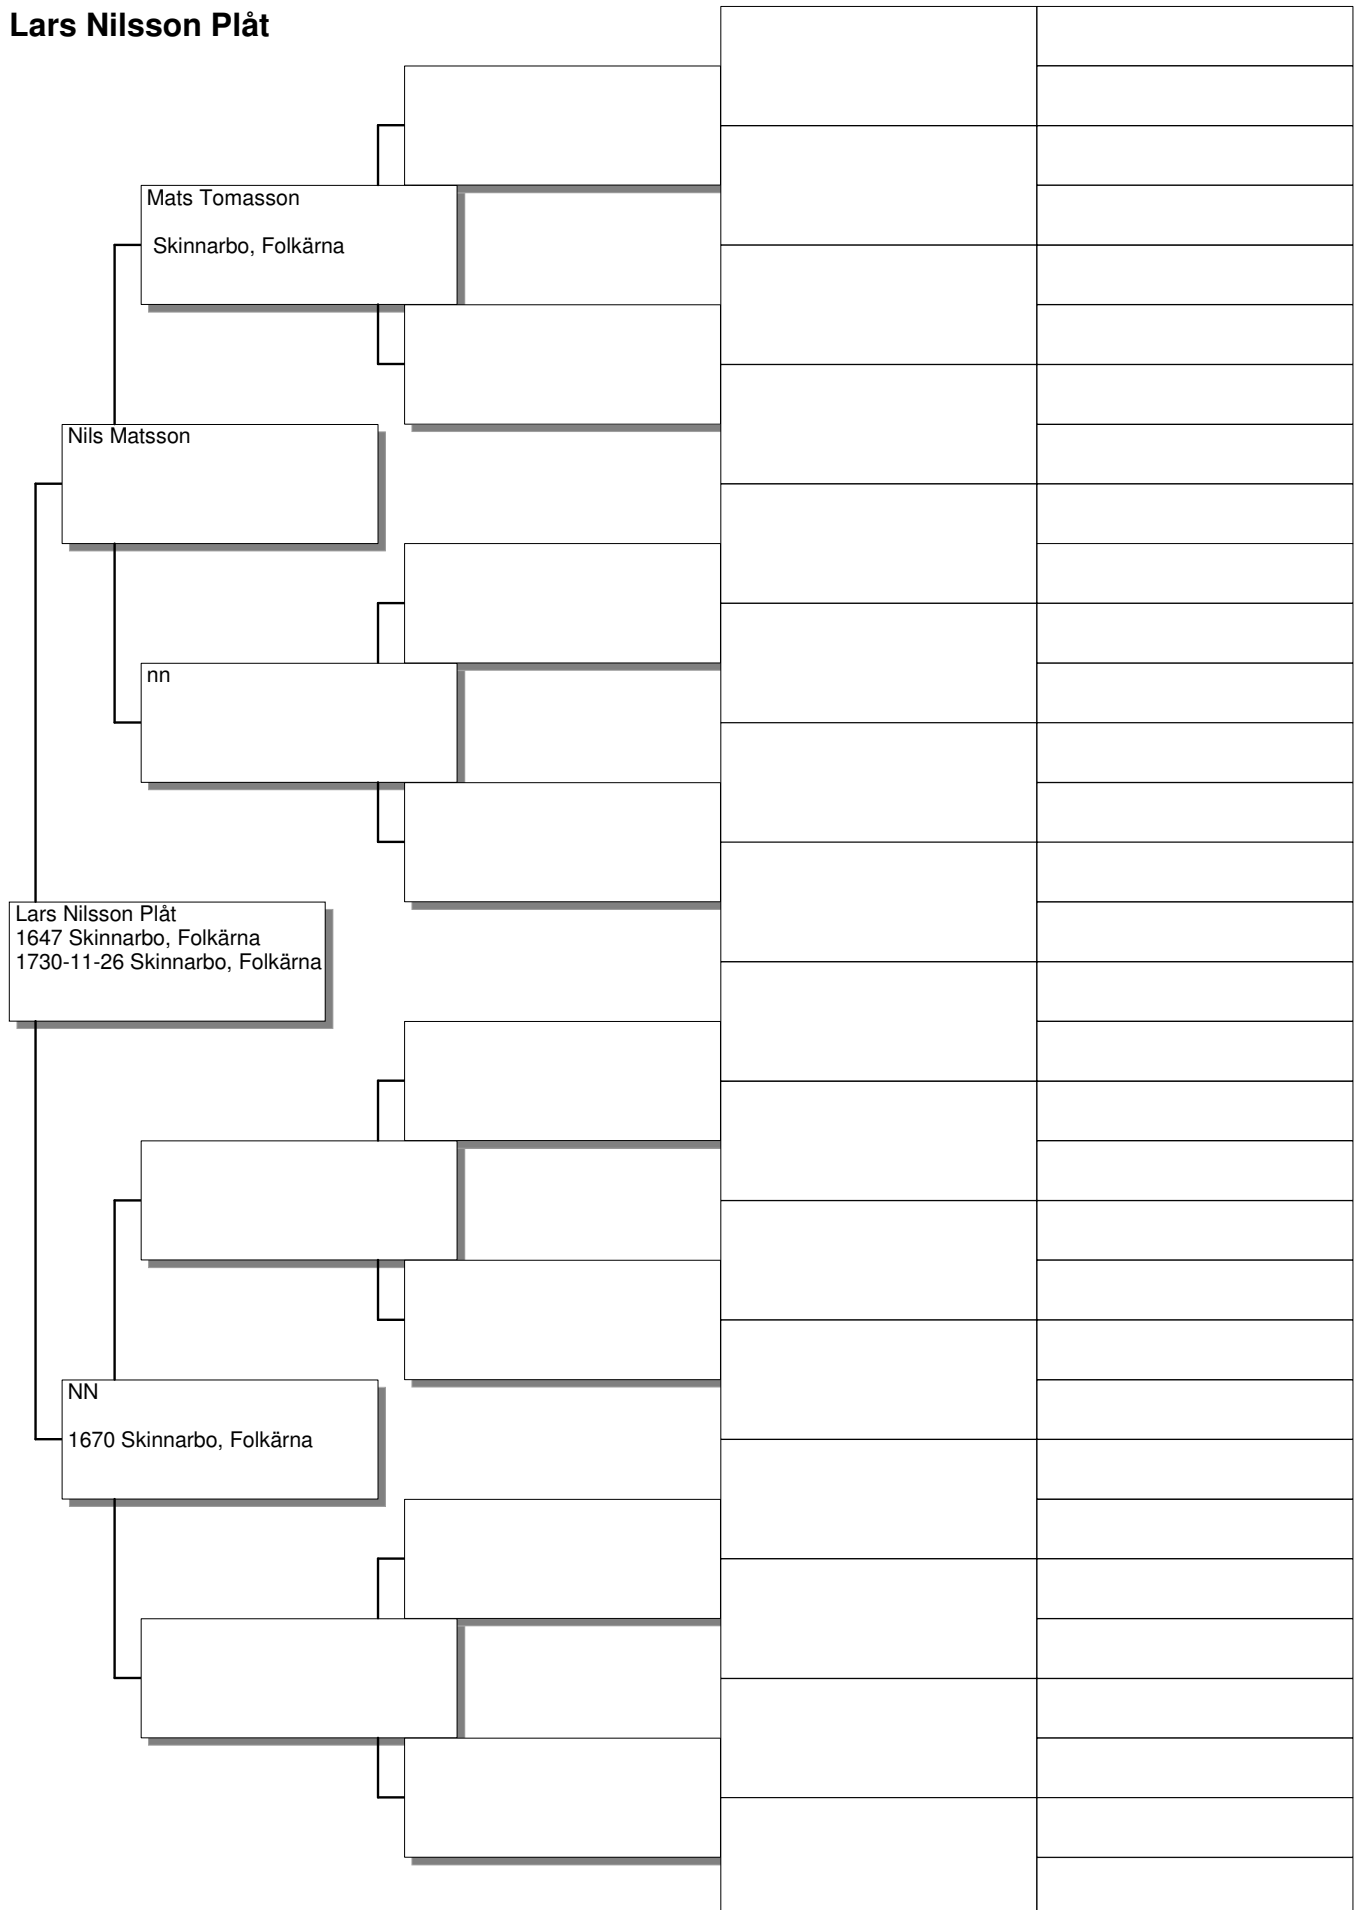 Lars Nilsson Plåt
Mats Tomasson
Skinnarbo, Folkärna
Nils Matsson
nn
Lars Nilsson Plåt
1647 Skinnarbo, Folkärna
1730-11-26 Skinnarbo, Folkärna
NN
1670 Skinnarbo, Folkärna